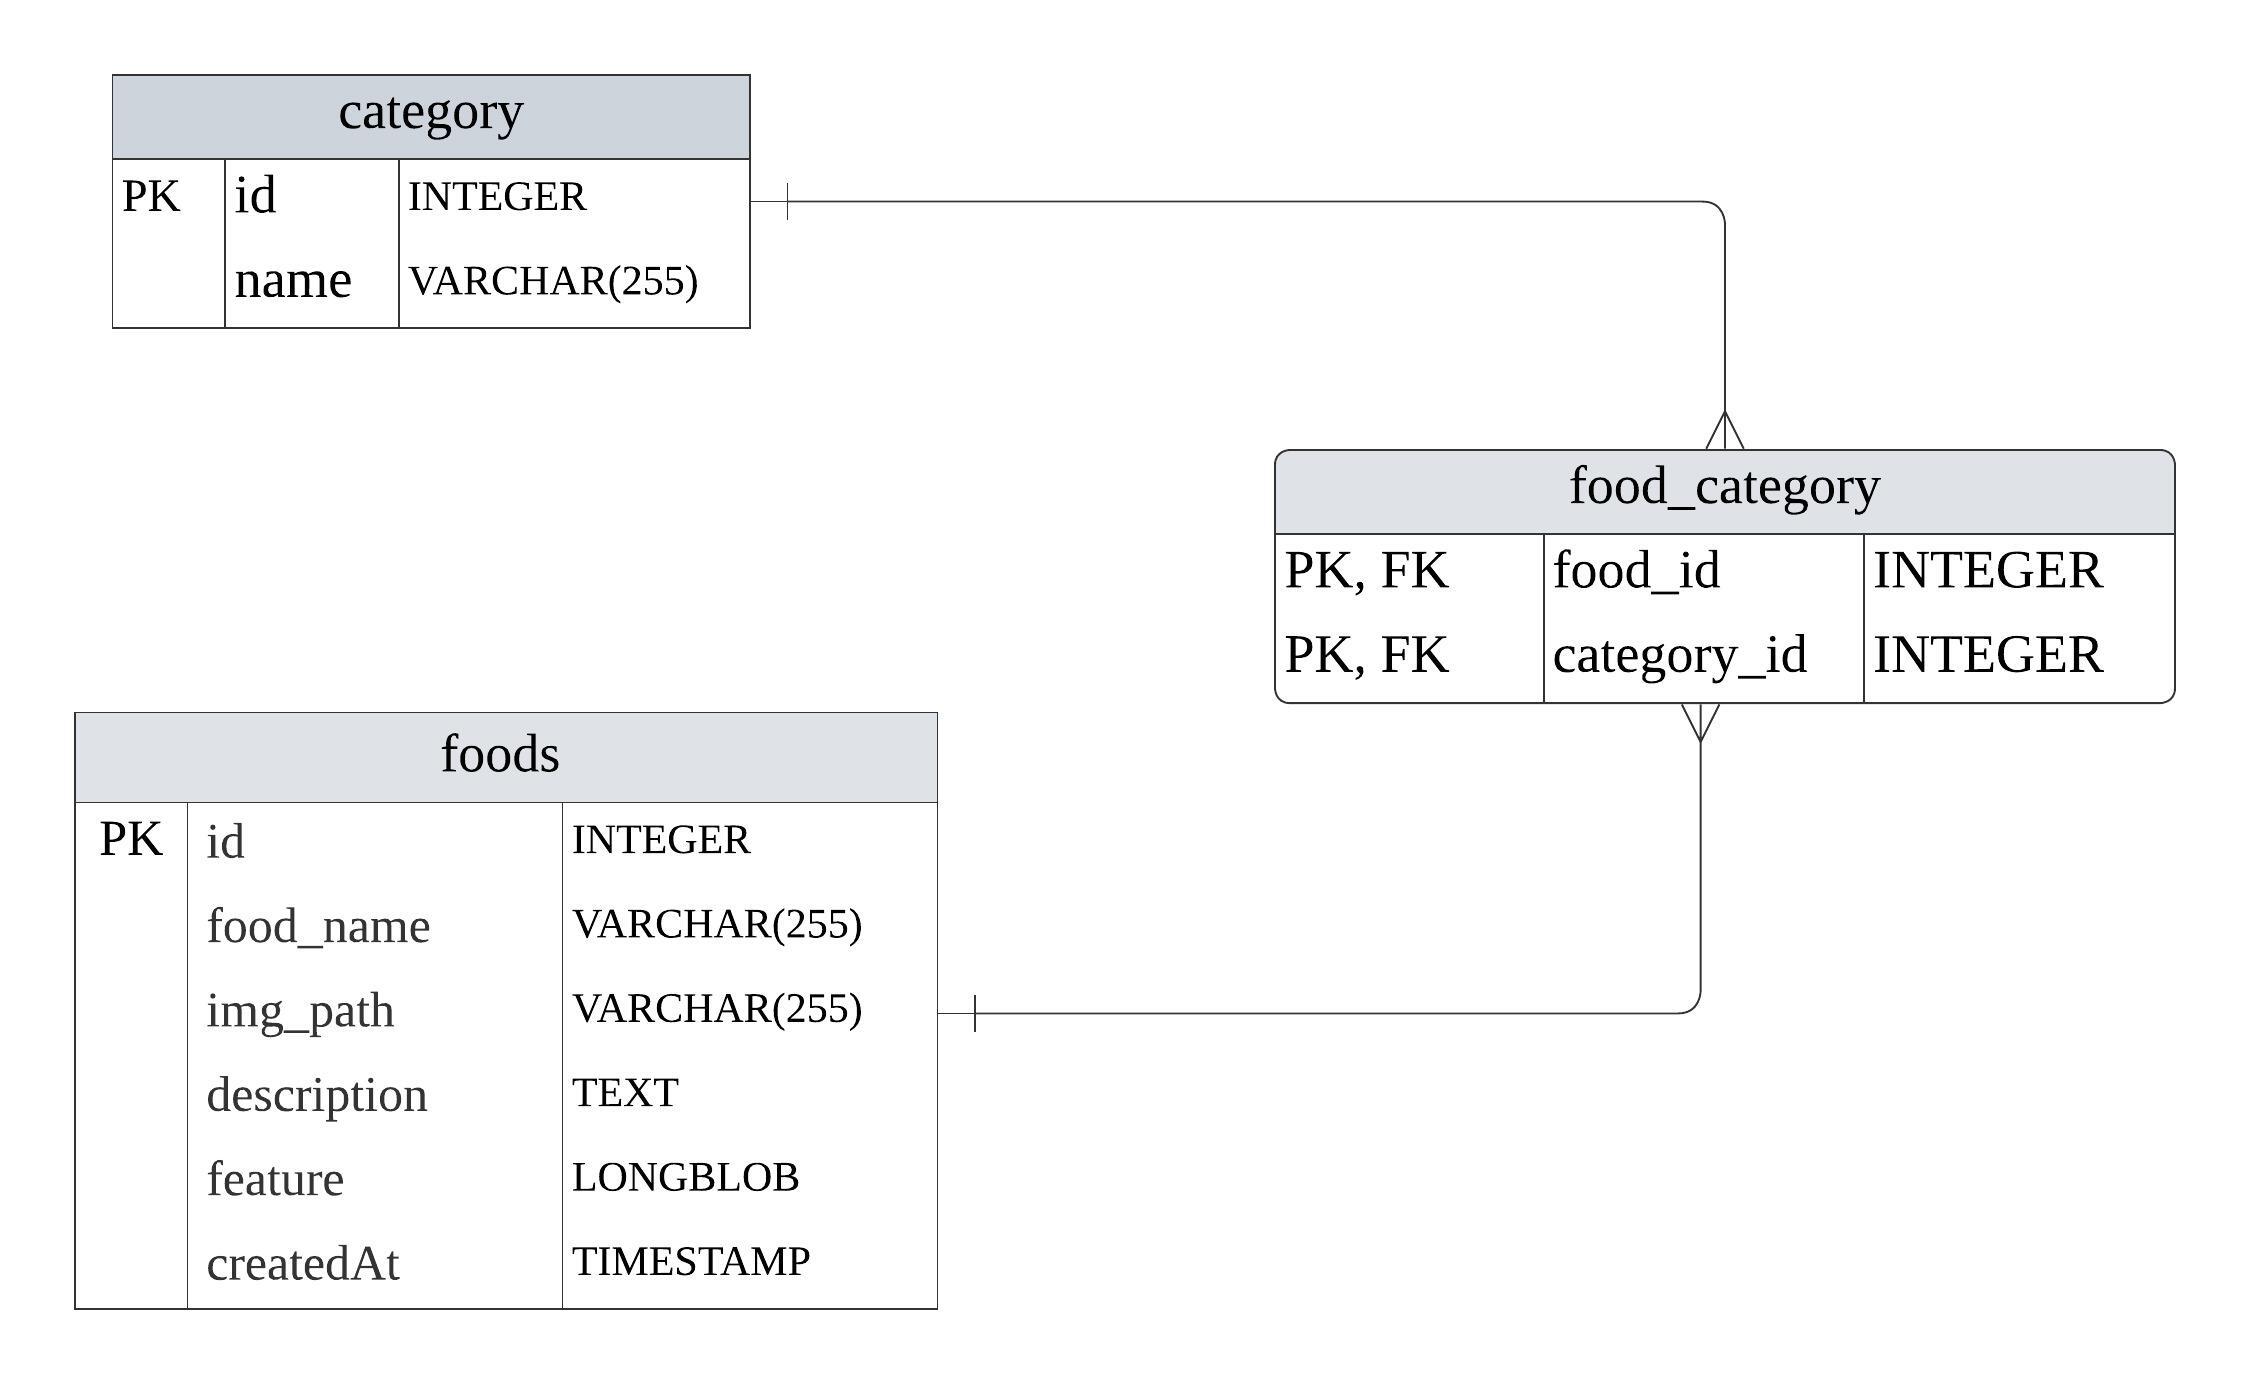 category
PK id INTEGER
name VARCHAR(255)
food_category
PK, FK food_id INTEGER
PK, FK category_id INTEGER
foods
PK id INTEGER
food_name VARCHAR(255)
img_path VARCHAR(255)
description TEXT
feature LONGBLOB
createdAt TIMESTAMP